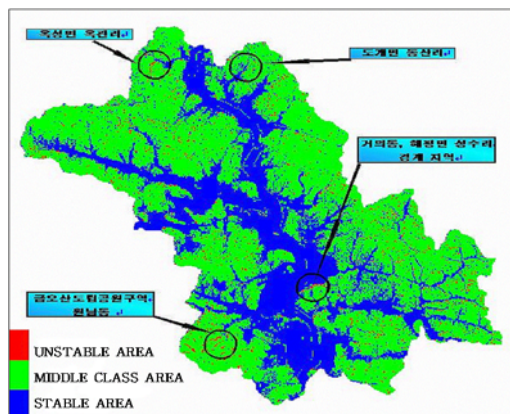 옥성면 옥관리
도개면 동산리
거의동, 해평면 성수리
경계 지역
금오산도립공원구역,
원남동
UNSTABLE AREA
MIDDLE CLASS AREA
STABLE AREA